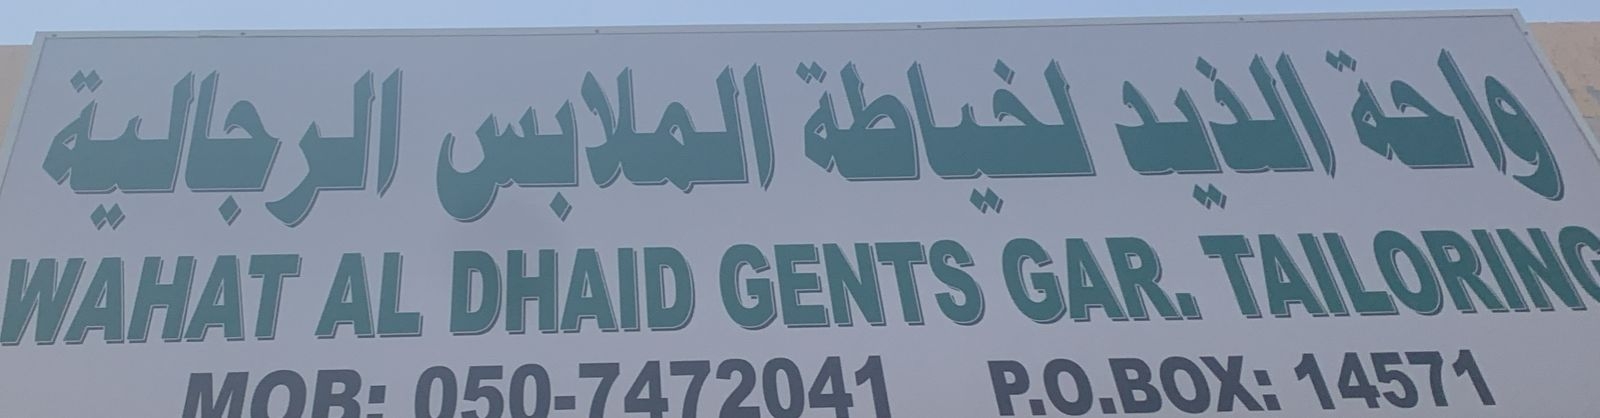 واحة الذيد لخياطة الملابس الرجالية
WAHAT AL DHAID GENTS GAR. TAILORING
MOB: 050-7472041 P.O.BOX: 14571